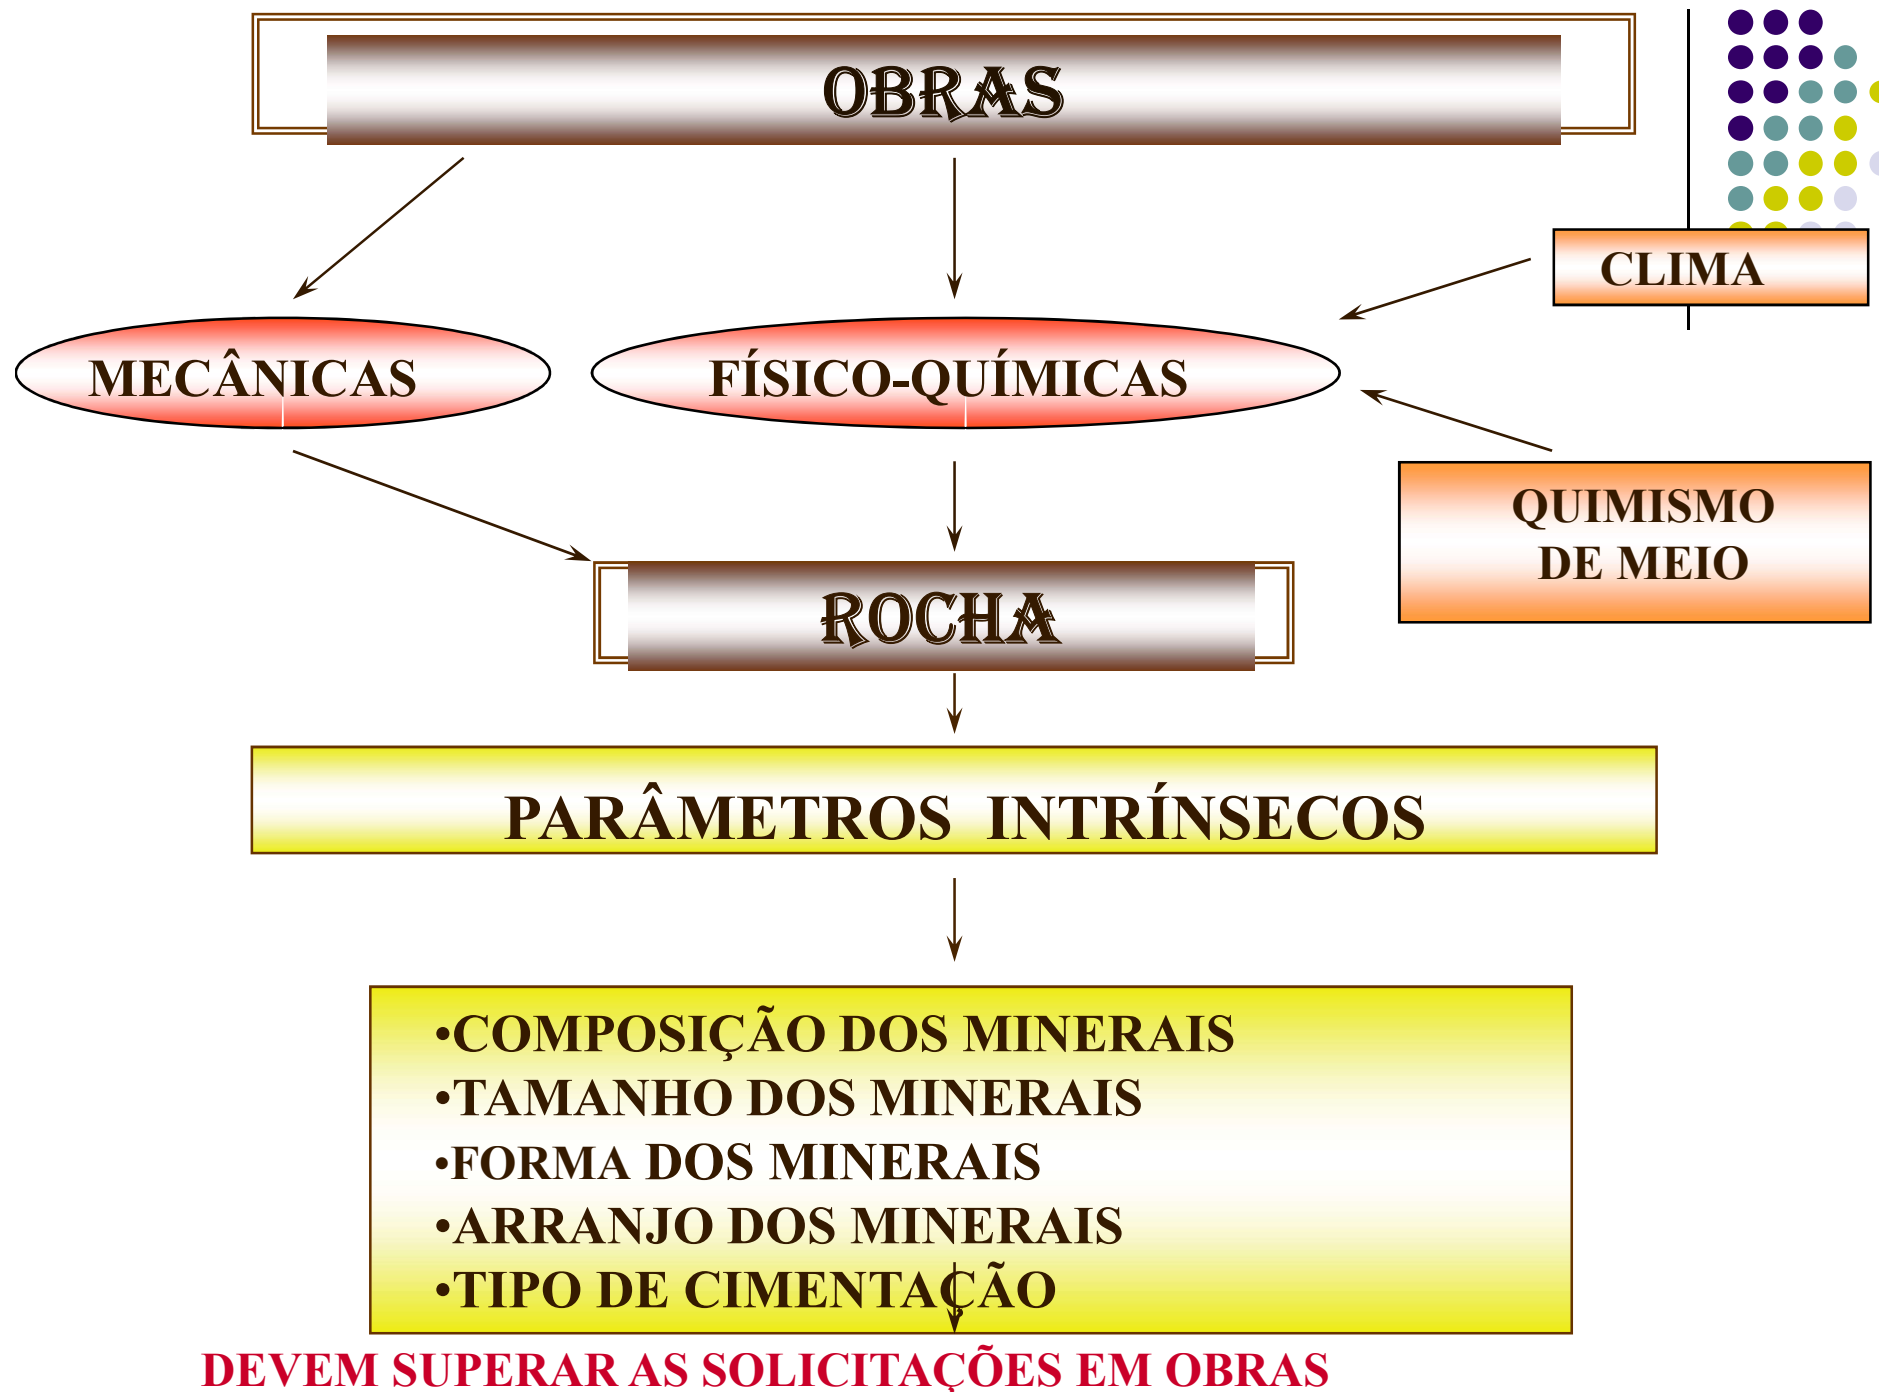 OBRAS
CLIMA
MECÂNICAS
FÍSICO-QUÍMICAS
QUIMISMO
DE MEIO
ROCHA
PARÂMETROS INTRÍNSECOS
•COMPOSIÇÃO DOS MINERAIS
•TAMANHO DOS MINERAIS
•FORMA DOS MINERAIS
•ARRANJO DOS MINERAIS
•TIPO DE CIMENTAÇÃO
DEVEM SUPERAR AS SOLICITAÇÕES EM OBRAS